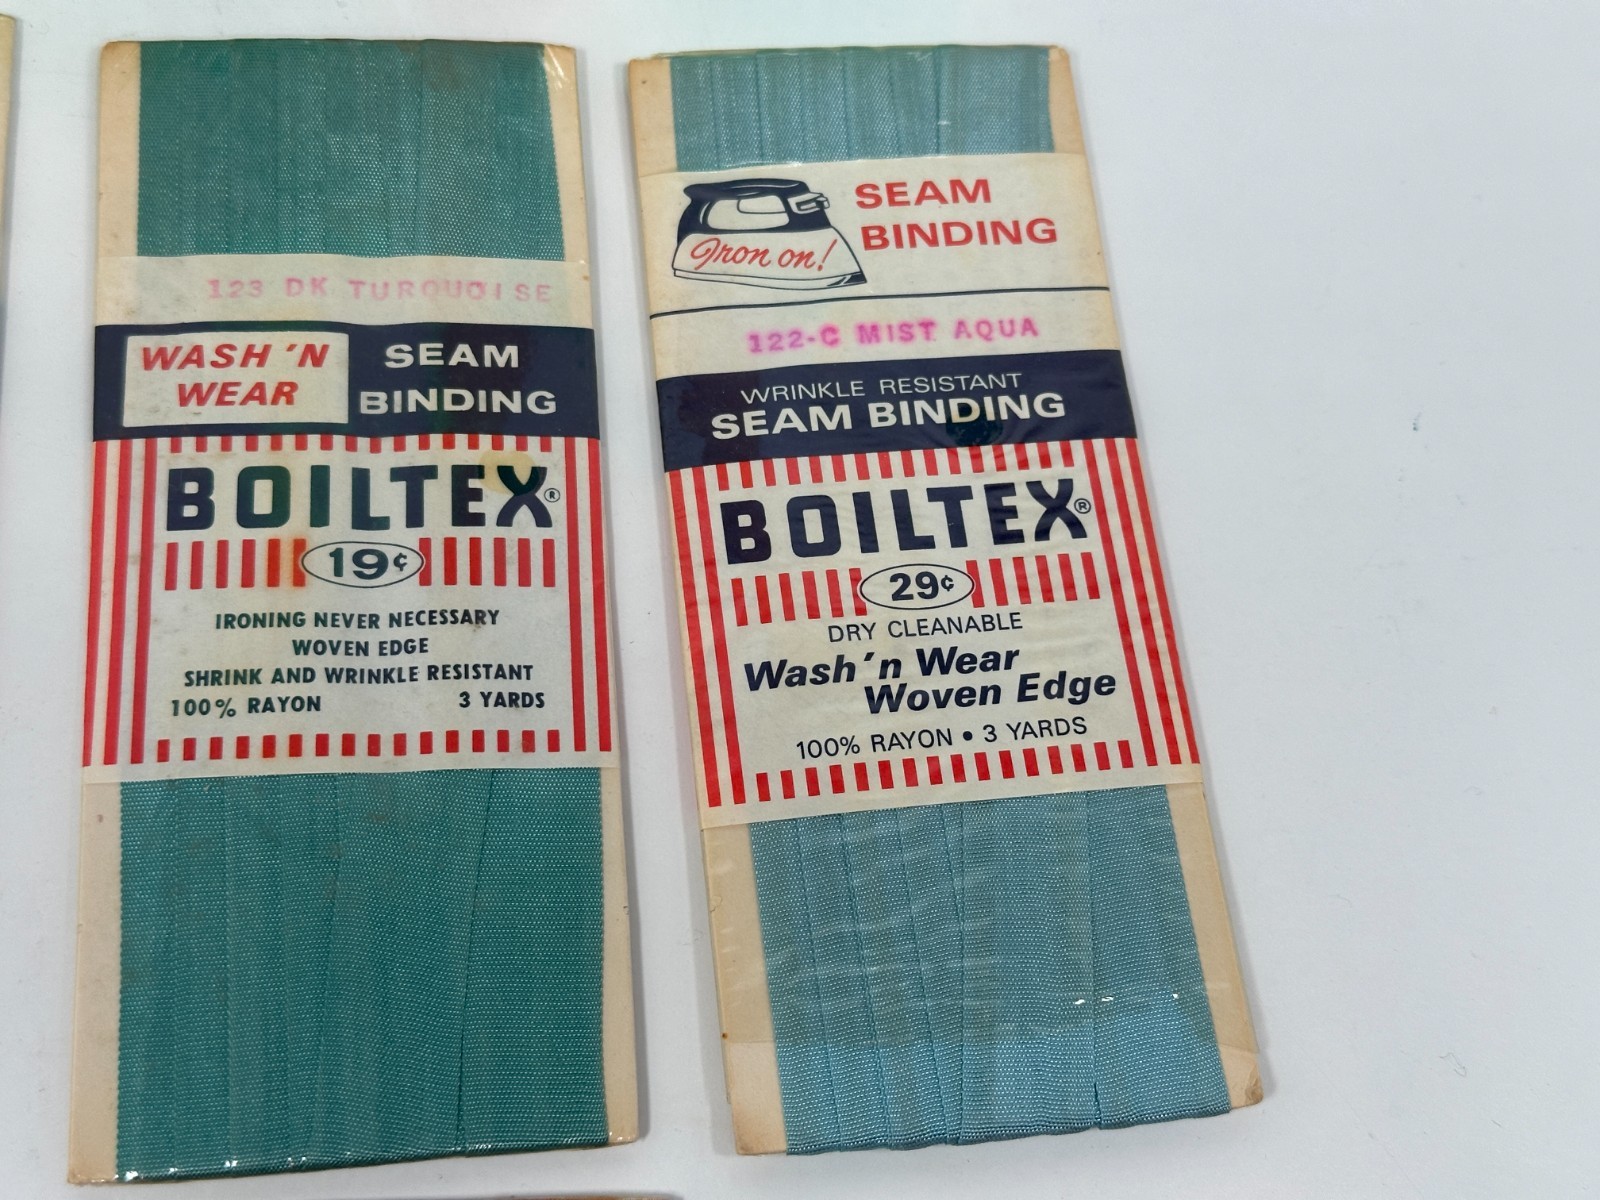 123 DK TURQUOISE
WASH 'N
WEAR
SEAM
BINDING
BOILTEX®
19¢
IRONING NEVER NECESSARY
WOVEN EDGE
SHRINK AND WRINKLE RESISTANT
100% RAYON 3 YARDS
Iron on!
SEAM
BINDING
122-C MIST AQUA
WRINKLE RESISTANT
SEAM BINDING
BOILTEX®
29¢
DRY CLEANABLE
Wash 'n Wear
Woven Edge
100% RAYON • 3 YARDS